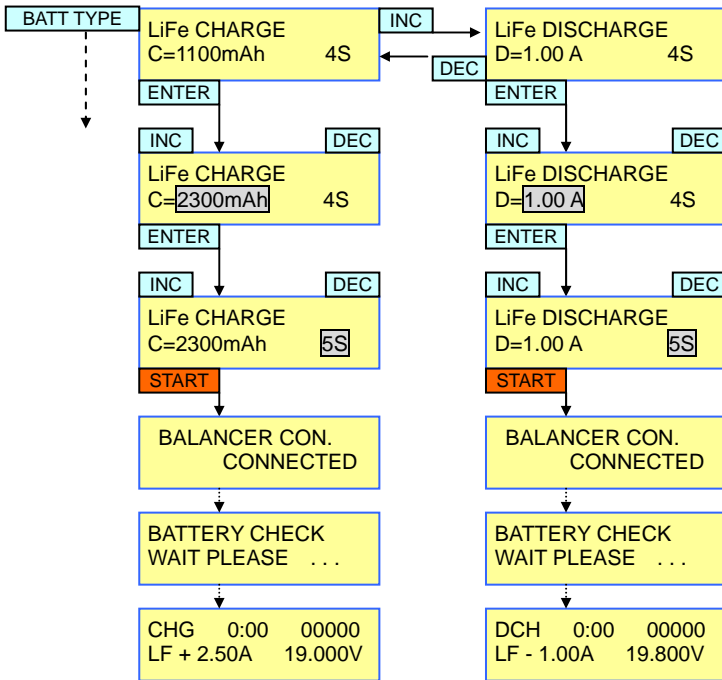 BATT TYPE
LiFe CHARGE
C=1100mAh 4S
INC
DEC
LiFe DISCHARGE
D=1.00 A 4S
ENTER
ENTER
INC DEC
LiFe CHARGE
C=2300mAh 4S
INC DEC
LiFe DISCHARGE
D=1.00 A 4S
ENTER
ENTER
INC DEC
LiFe CHARGE
C=2300mAh 5S
INC DEC
LiFe DISCHARGE
D=1.00 A 5S
START
START
BALANCER CON.
CONNECTED
BALANCER CON.
CONNECTED
BATTERY CHECK
WAIT PLEASE . . .
BATTERY CHECK
WAIT PLEASE . . .
CHG 0:00 00000
LF + 2.50A 19.000V
DCH 0:00 00000
LF - 1.00A 19.800V